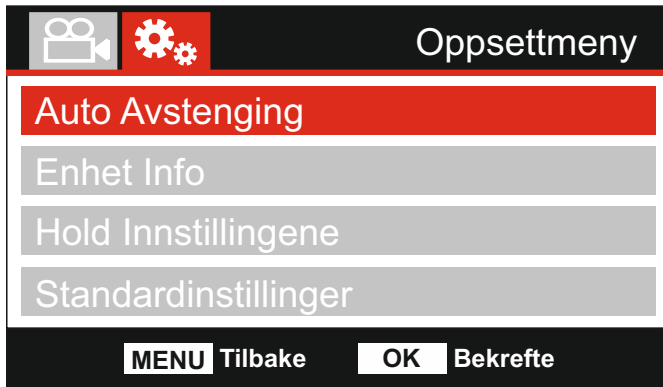 Oppsettmeny
Auto Avstenging
Enhet Info
Hold Innstillingene
Standardinstillinger
MENU Tilbake OK Bekrefte